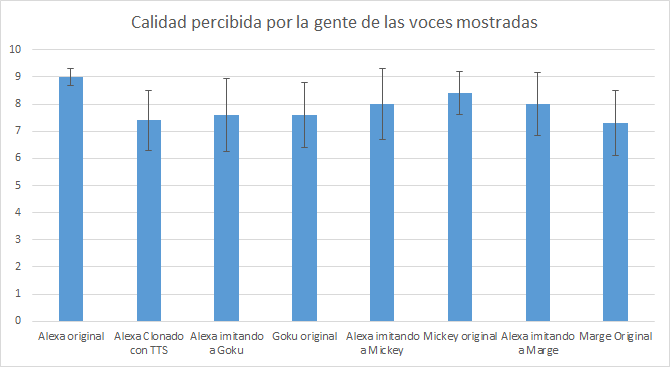 Calidad percibida por la gente de las voces mostradas
10
9
8
7
6
5
4
3
2
1
0
Alexa original
Alexa Clonado
con TTS
Alexa imitando
a Goku
Goku original
Alexa imitando
a Mickey
Mickey original
Alexa imitando
a Marge
Marge Original